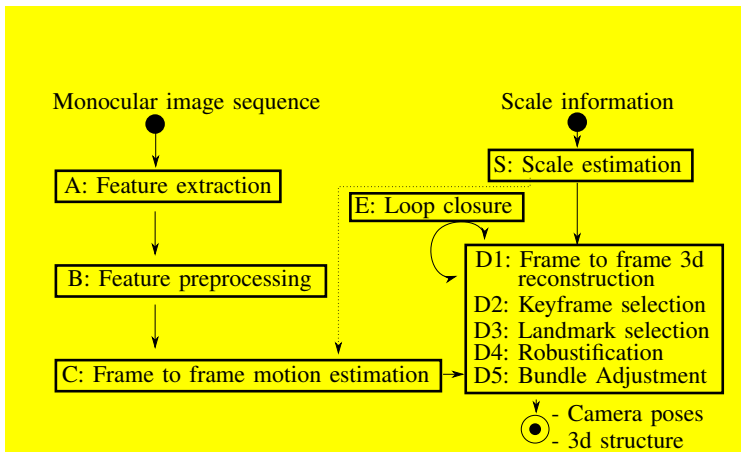 Monocular image sequence
Scale information
A: Feature extraction
S: Scale estimation
E: Loop closure
B: Feature preprocessing
D1: Frame to frame 3d
reconstruction
D2: Keyframe selection
D3: Landmark selection
D4: Robustification
D5: Bundle Adjustment
C: Frame to frame motion estimation
- Camera poses
- 3d structure